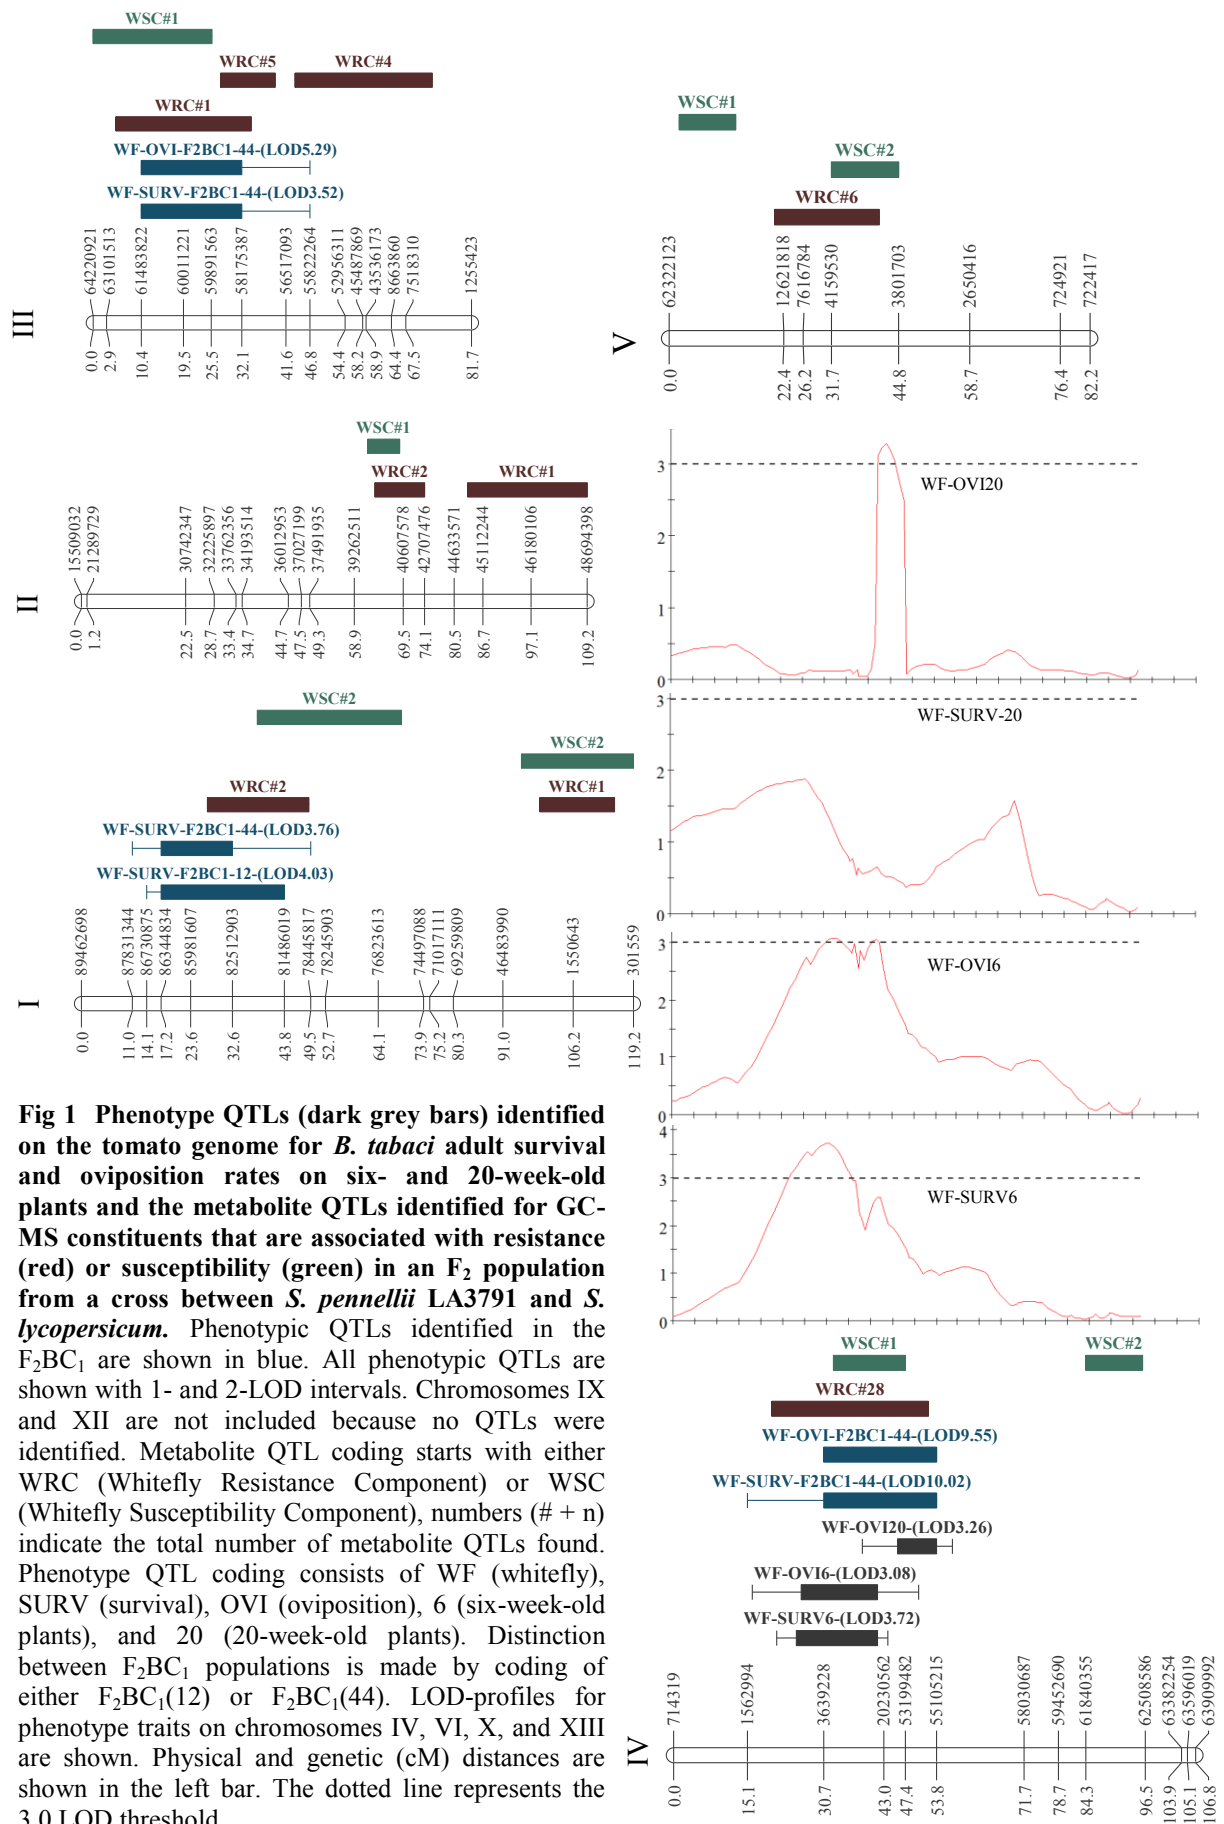 WSC#1
WRC#5 WRC#4
WRC#1
WF-OVI-F2BC1-44-(LOD5.29)
WF-SURV-F2BC1-44-(LOD3.52)
64220921 63101513 61483822 60011221 59891563 58175387 56517093 55822264 52956311 45487869 43536173 8663860 7518310 1255423
III
0.0 2.9 10.4 19.5 25.5 32.1 41.6 46.8 54.4 58.2 58.9 64.4 67.5 81.7
WSC#1
WRC#2 WRC#1
15509032 21289729 30742347 32225897 33762356 34193514 36012953 37027199 37491935 39262511 40607578 42707476 44633571 45112244 46180106 48694398
II
0.0 1.2 22.5 28.7 33.4 34.7 44.7 47.5 49.3 58.9 69.5 74.1 80.5 86.7 97.1 109.2
WSC#2
WSC#2
WRC#2 WRC#1
WF-SURV-F2BC1-44-(LOD3.76)
WF-SURV-F2BC1-12-(LOD4.03)
89462698 87831344 86730875 86344834 85981607 82512903 81486019 78445817 78245903 76823613 74497088 71017111 69259809 46483990 1550643 301559
I
0.0 11.0 14.1 17.2 23.6 32.6 43.8 49.5 52.7 64.1 73.9 75.2 80.3 91.0 106.2 119.2
Fig 1 Phenotype QTLs (dark grey bars) identified
on the tomato genome for B. tabaci adult survival
and oviposition rates on six- and 20-week-old
plants and the metabolite QTLs identified for GC-
MS constituents that are associated with resistance
(red) or susceptibility (green) in an F₂ population
from a cross between S. pennellii LA3791 and S.
lycopersicum. Phenotypic QTLs identified in the
F₂BC₁ are shown in blue. All phenotypic QTLs are
shown with 1- and 2-LOD intervals. Chromosomes IX
and XII are not included because no QTLs were
identified. Metabolite QTL coding starts with either
WRC (Whitefly Resistance Component) or WSC
(Whitefly Susceptibility Component), numbers (# + n)
indicate the total number of metabolite QTLs found.
Phenotype QTL coding consists of WF (whitefly),
SURV (survival), OVI (oviposition), 6 (six-week-old
plants), and 20 (20-week-old plants). Distinction
between F₂BC₁ populations is made by coding of
either F₂BC₁(12) or F₂BC₁(44). LOD-profiles for
phenotype traits on chromosomes IV, VI, X, and XIII
are shown. Physical and genetic (cM) distances are
shown in the left bar. The dotted line represents the
3.0 LOD threshold
WSC#1
WSC#2
WRC#6
62322123 12621818 7616784 4159530 3801703 2650416 724921 722417
V
0.0 22.4 26.2 31.7 44.8 58.7 76.4 82.2
3
WF-OVI20
2
1
0
3
WF-SURV-20
2
1
0
3
WF-OVI6
2
1
0
4
3
WF-SURV6
2
1
0
WSC#1 WSC#2
WRC#28
WF-OVI-F2BC1-44-(LOD9.55)
WF-SURV-F2BC1-44-(LOD10.02)
WF-OVI20-(LOD3.26)
WF-OVI6-(LOD3.08)
WF-SURV6-(LOD3.72)
714319 1562994 3639228 20230562 53199482 55105215 58030687 59452690 61840355 62508586 63382254 63596019 63909992
IV
0.0 15.1 30.7 43.0 47.4 53.8 71.7 78.7 84.3 96.5 103.9 105.1 106.8